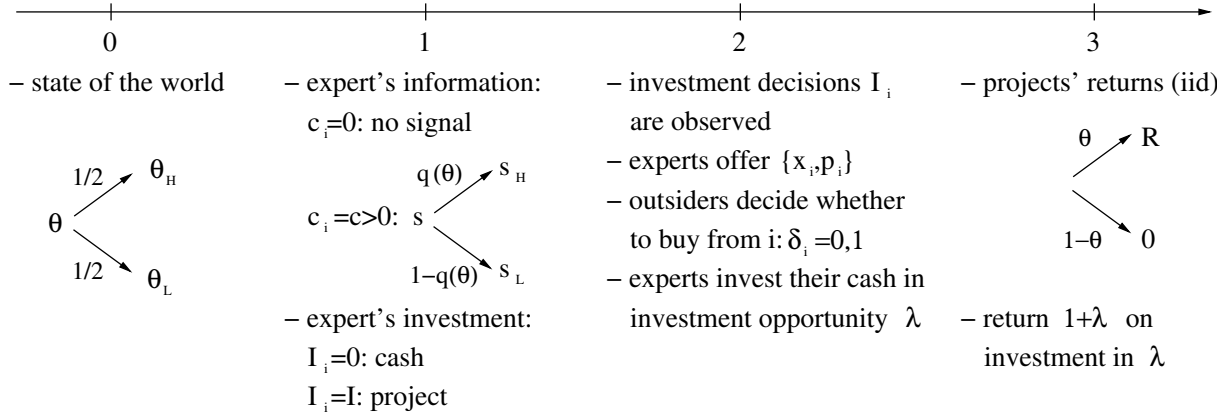 0 1 2 3
– state of the world
1/2 θ_H
θ
1/2 θ_L
– expert's information:
c_i=0: no signal
q(θ) s_H
c_i=c>0: s
1–q(θ) s_L
– expert's investment:
I_i=0: cash
I_i=I: project
– investment decisions I_i
are observed
– experts offer {x_i,p_i}
– outsiders decide whether
to buy from i: δ_i=0,1
– experts invest their cash in
investment opportunity λ
– projects' returns (iid)
θ R
1–θ 0
– return 1+λ on
investment in λ